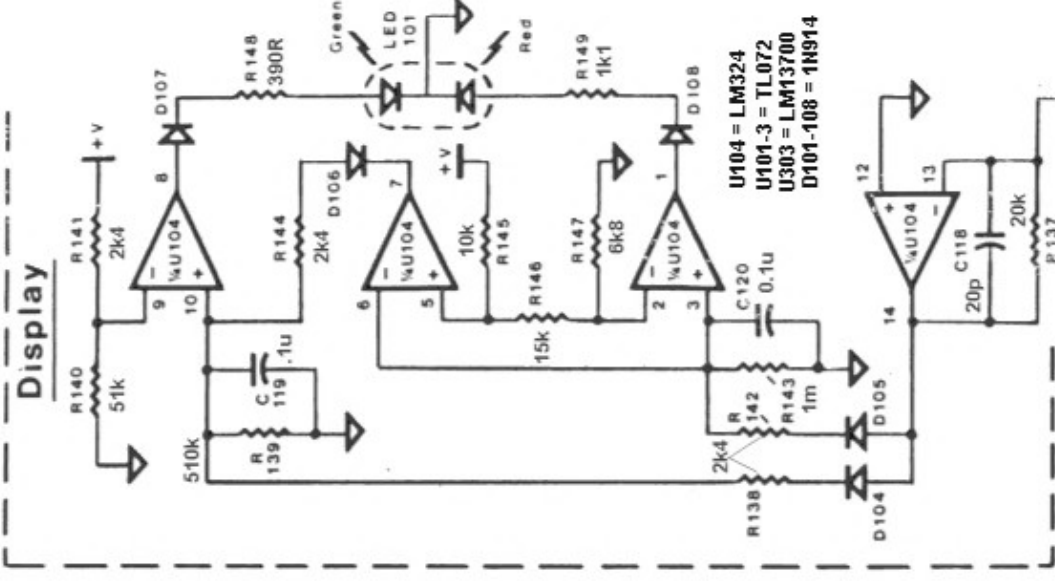 Display
R140
51k
R141
2k4
+V
9
10
8
−
+
¼U104
D107
R148
390R
Green
LED
101
Red
R149
1k1
D108
R144
2k4
D106
+V
6
5
7
−
+
¼U104
10k
R145
R146
15k
R147
6k8
2
3
1
−
+
¼U104
C
119
.1u
R
139
510k
C120
0.1u
R143
1m
R
142
2k4
R138
D104
D105
U104 = LM324
U101-3 = TL072
U303 = LM13700
D101-108 = 1N914
12
13
14
+
−
¼U104
C118
20p
20k
R137